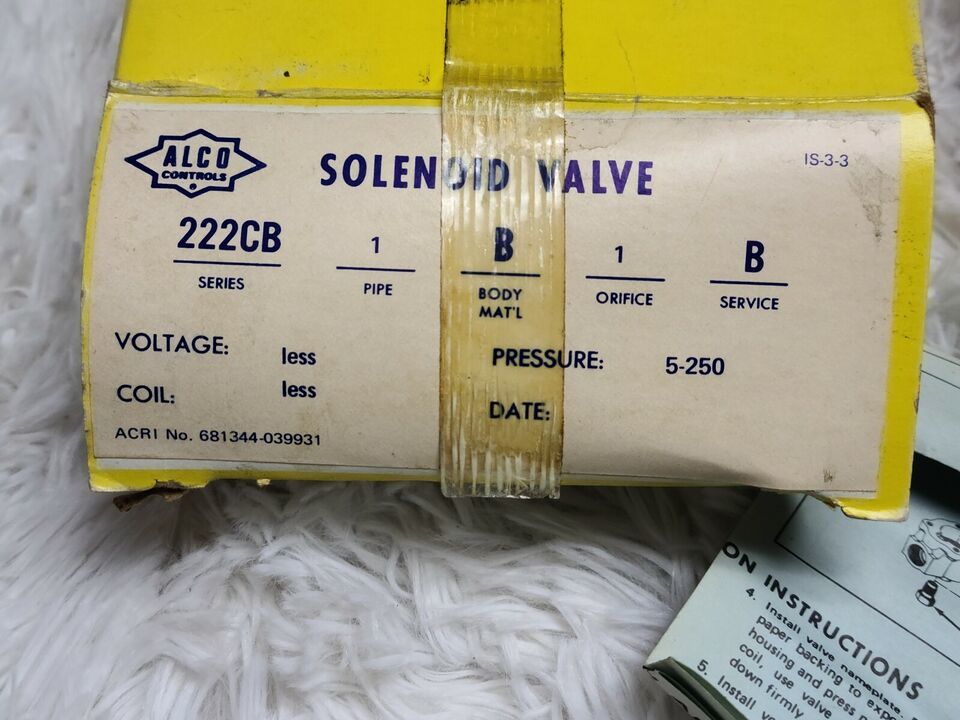 ALCO
CONTROLS
®
SOLENOID VALVE
IS-3-3
222CB 1 B 1 B
SERIES PIPE BODY MAT'L ORIFICE SERVICE
VOLTAGE: less
PRESSURE: 5-250
COIL: less
DATE:
ACRI No. 681344-039931
ON INSTRUCTIONS
4. Install valve nameplate.
paper backing to
housing and press
coil, use valve
down firmly
5. Install